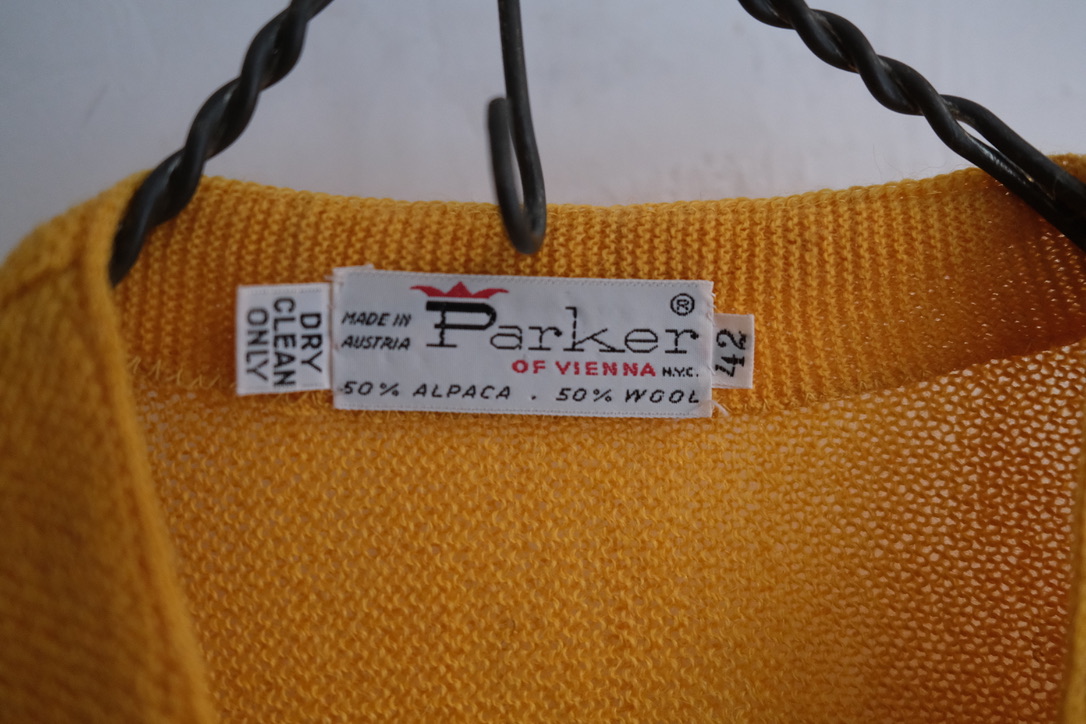 DRY
CLEAN
ONLY
MADE IN
AUSTRIA
Parker ®
OF VIENNA N.Y.C.
50% ALPACA . 50% WOOL
42